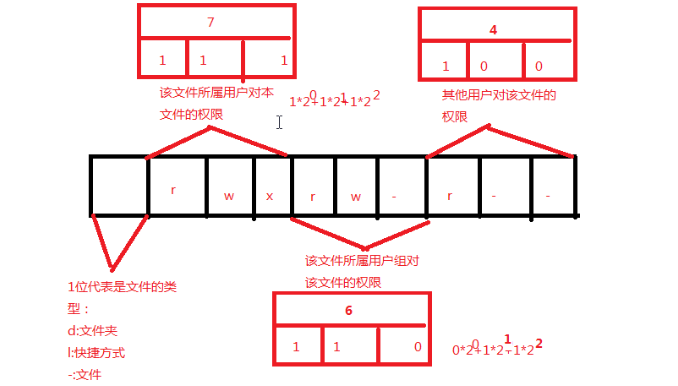 7
1 1 1
4
1 0 0
该文件所属用户对本
文件的权限
0 1 2
1*2+1*2+1*2
其他用户对该文件的
权限
r w x r w - r - -
1位代表是文件的类
型：
d:文件夹
l:快捷方式
-:文件
该文件所属用户组对
该文件的权限
6
1 1 0
0 1 2
0*2+1*2+1*2